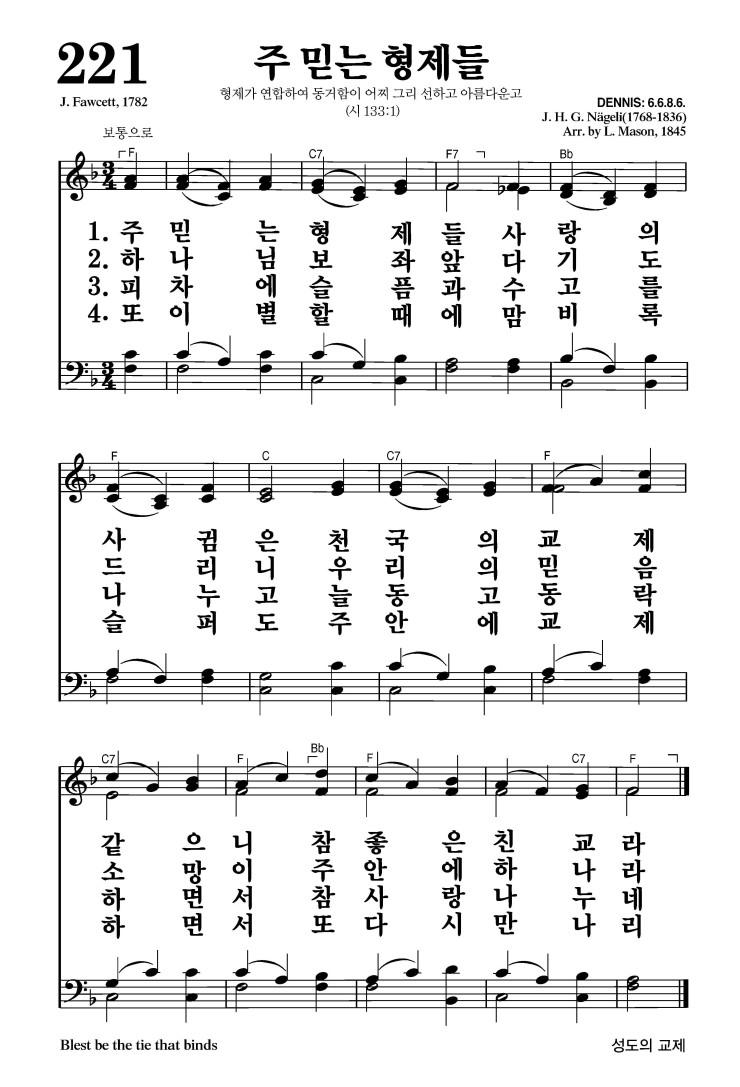 221
주 믿는 형제들
J. Fawcett, 1782
형제가 연합하여 동거함이 어찌 그리 선하고 아름다운고
(시 133:1)
DENNIS: 6.6.8.6.
J. H. G. Nägeli(1768-1836)
Arr. by L. Mason, 1845
보통으로
F C7 F7 Bb
3 4
1. 주 믿 는 형 제 들 사 랑 의
2. 하 나 님 보 좌 앞 다 기 도
3. 피 차 에 슬 픔 과 수 고 를
4. 또 이 별 할 때 에 맘 비 록
3 4
F C C7 F
사 귐 은 천 국 의 교 제
드 리 니 우 리 의 믿 음
나 누 고 늘 동 고 동 락
슬 퍼 도 주 안 에 교 제
C7 F Bb F C7 F
같 으 니 참 좋 은 친 교 라
소 망 이 주 안 에 하 나 라
하 면 서 참 사 랑 나 누 네
하 면 서 또 다 시 만 나 리
Blest be the tie that binds
성도의 교제